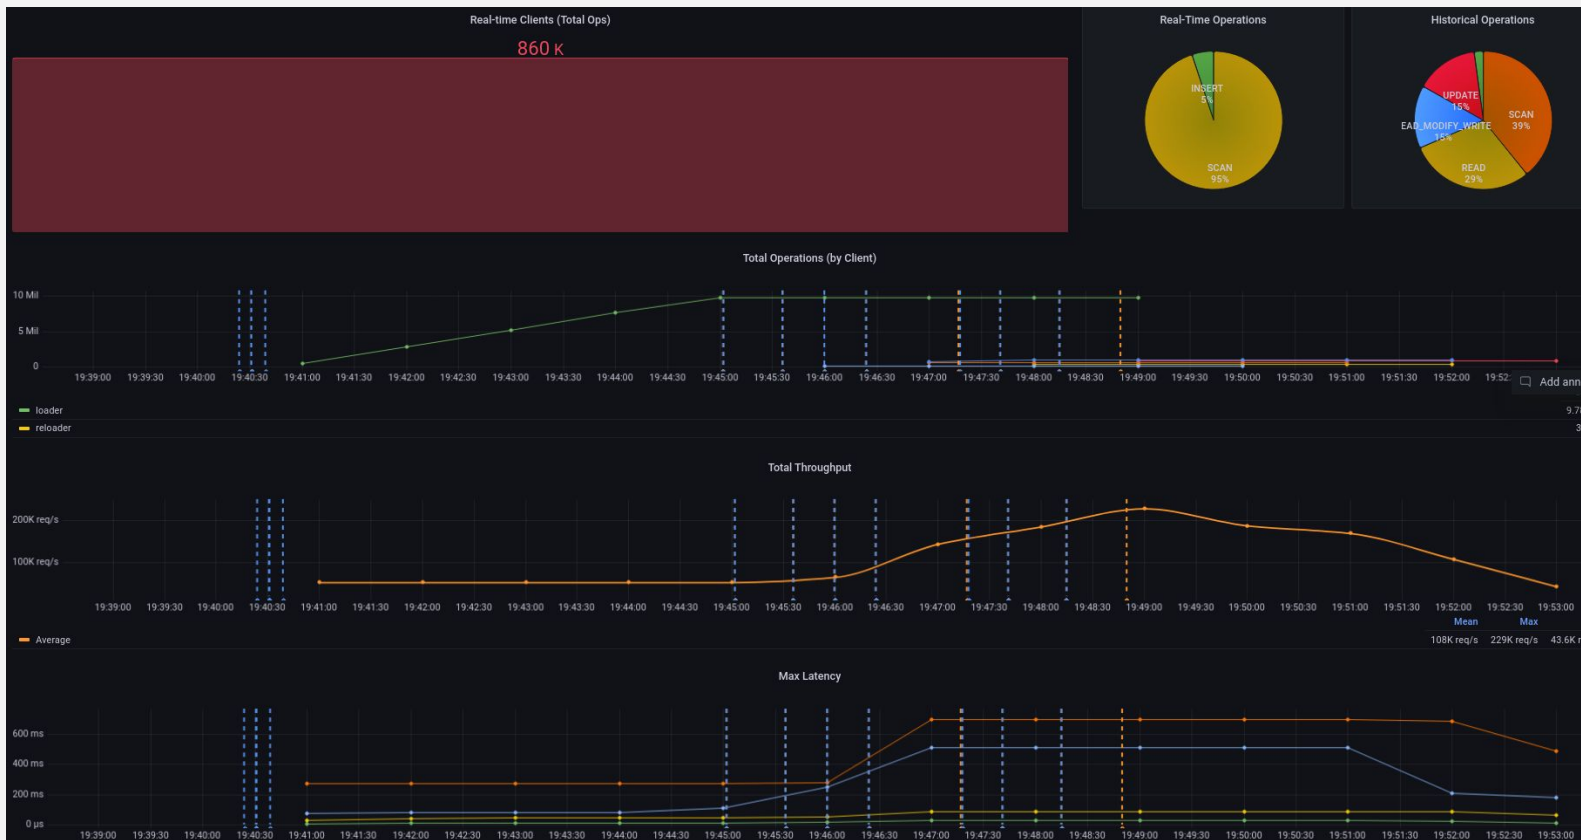 Real-time Clients (Total Ops)
860 K
Real-Time Operations
INSERT
5%
SCAN
95%
Historical Operations
UPDATE
15%
SCAN
39%
EAD_MODIFY_WRITE
15%
READ
29%
Total Operations (by Client)
10 Mil
5 Mil
0
19:39:00 19:39:30 19:40:00 19:40:30 19:41:00 19:41:30 19:42:00 19:42:30 19:43:00 19:43:30 19:44:00 19:44:30 19:45:00 19:45:30 19:46:00 19:46:30 19:47:00 19:47:30 19:48:00 19:48:30 19:49:00 19:49:30 19:50:00 19:50:30 19:51:00 19:51:30 19:52:00 19:52:
Add ann
loader 9.78
reloader 3
Total Throughput
200K req/s
100K req/s
19:39:00 19:39:30 19:40:00 19:40:30 19:41:00 19:41:30 19:42:00 19:42:30 19:43:00 19:43:30 19:44:00 19:44:30 19:45:00 19:45:30 19:46:00 19:46:30 19:47:00 19:47:30 19:48:00 19:48:30 19:49:00 19:49:30 19:50:00 19:50:30 19:51:00 19:51:30 19:52:00 19:52:30 19:53:00
Mean Max
Average 108K req/s 229K req/s 43.6K r
Max Latency
600 ms
400 ms
200 ms
0 µs
19:39:00 19:39:30 19:40:00 19:40:30 19:41:00 19:41:30 19:42:00 19:42:30 19:43:00 19:43:30 19:44:00 19:44:30 19:45:00 19:45:30 19:46:00 19:46:30 19:47:00 19:47:30 19:48:00 19:48:30 19:49:00 19:49:30 19:50:00 19:50:30 19:51:00 19:51:30 19:52:00 19:52:30 19:53:00